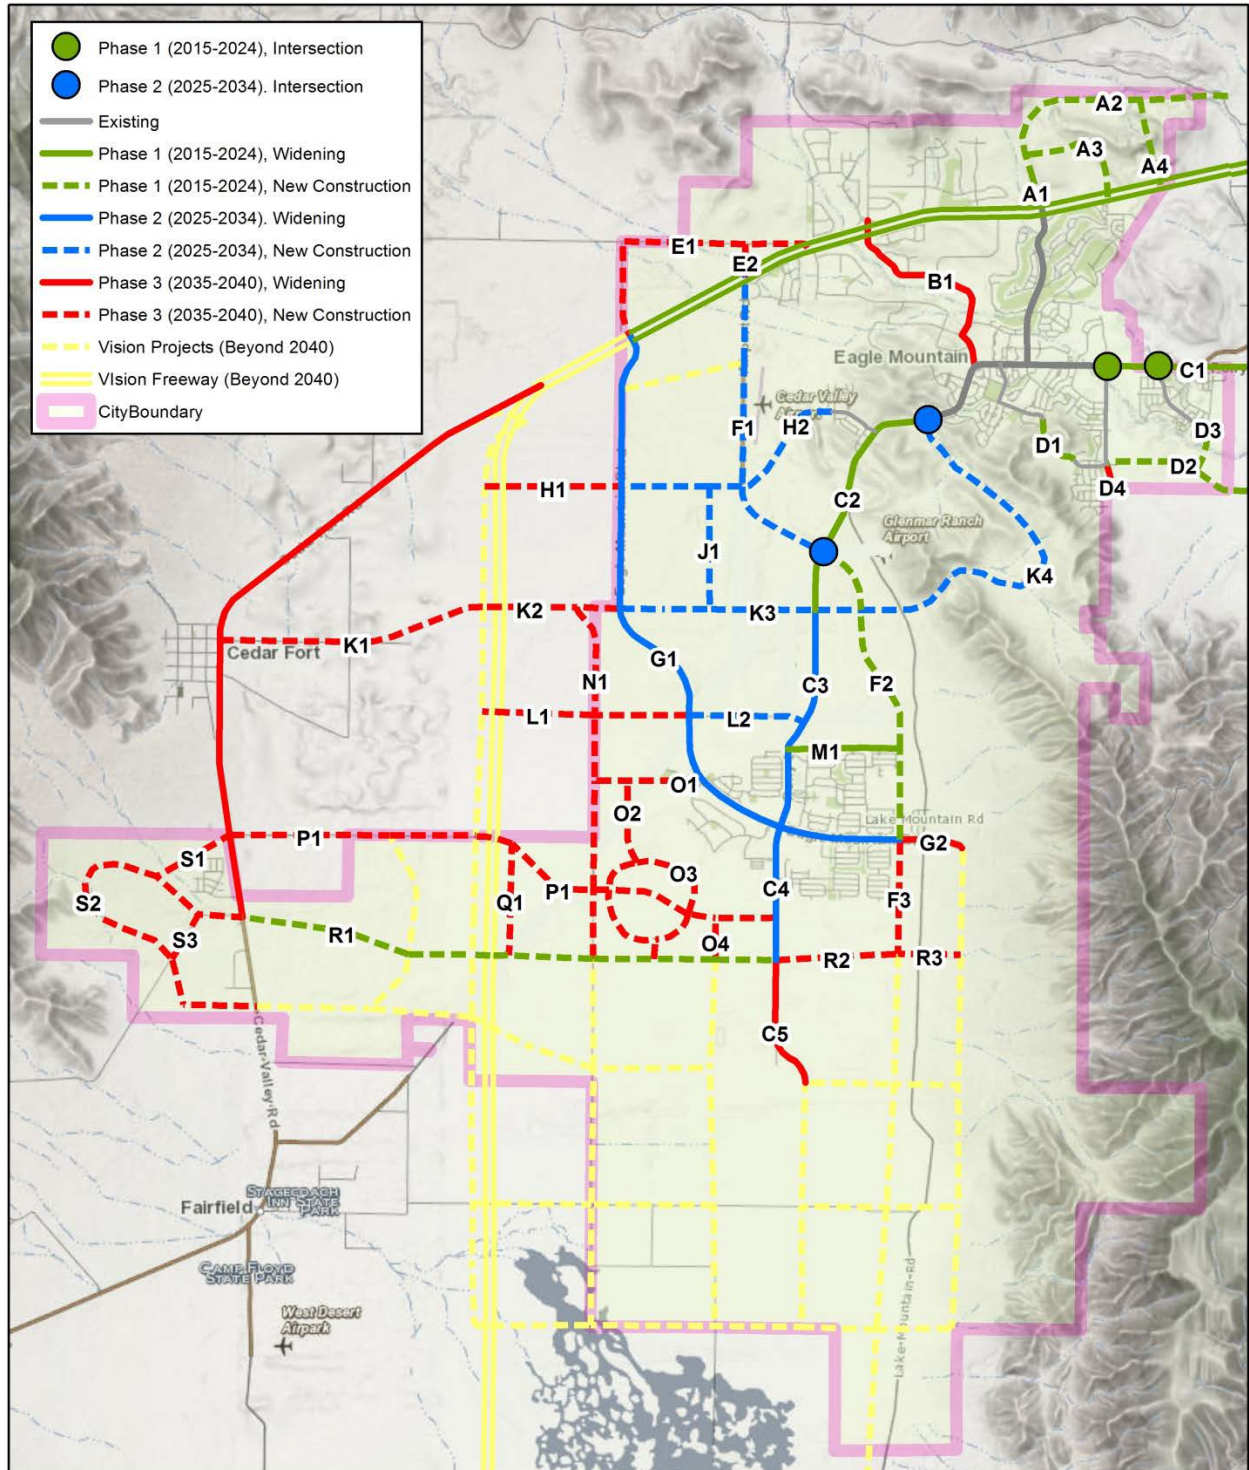 Phase 1 (2015-2024), Intersection
Phase 2 (2025-2034). Intersection
Existing
Phase 1 (2015-2024), Widening
Phase 1 (2015-2024), New Construction
Phase 2 (2025-2034). Widening
Phase 2 (2025-2034), New Construction
Phase 3 (2035-2040), Widening
Phase 3 (2035-2040), New Construction
Vision Projects (Beyond 2040)
VIsion Freeway (Beyond 2040)
CityBoundary
A2
A3
A4
A1
E1
E2
B1
Eagle Mountain
C1
Cedar Valley
Airport
F1
H2
D1
D3
D2
D4
H1
C2
Glenmar Ranch
Airport
J1
K4
K2
K3
K1
Cedar Fort
G1
N1
C3
F2
L1
L2
M1
O1
O2
Lake Mountain Rd
P1
G2
S1
O3
S2
Q1
P1
C4
F3
S3
R1
O4
R2
R3
C5
Cedar Valley Rd
Fairfield
STAGECOACH
INN STATE
PARK
CAMP FLOYD
STATE PARK
West Desert
Airpark
Lake Mountain Rd